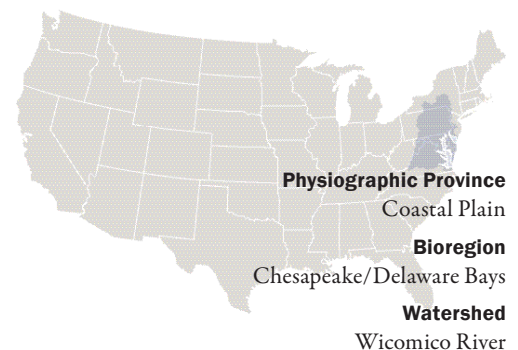 Physiographic Province
Coastal Plain
Bioregion
Chesapeake/Delaware Bays
Watershed
Wicomico River